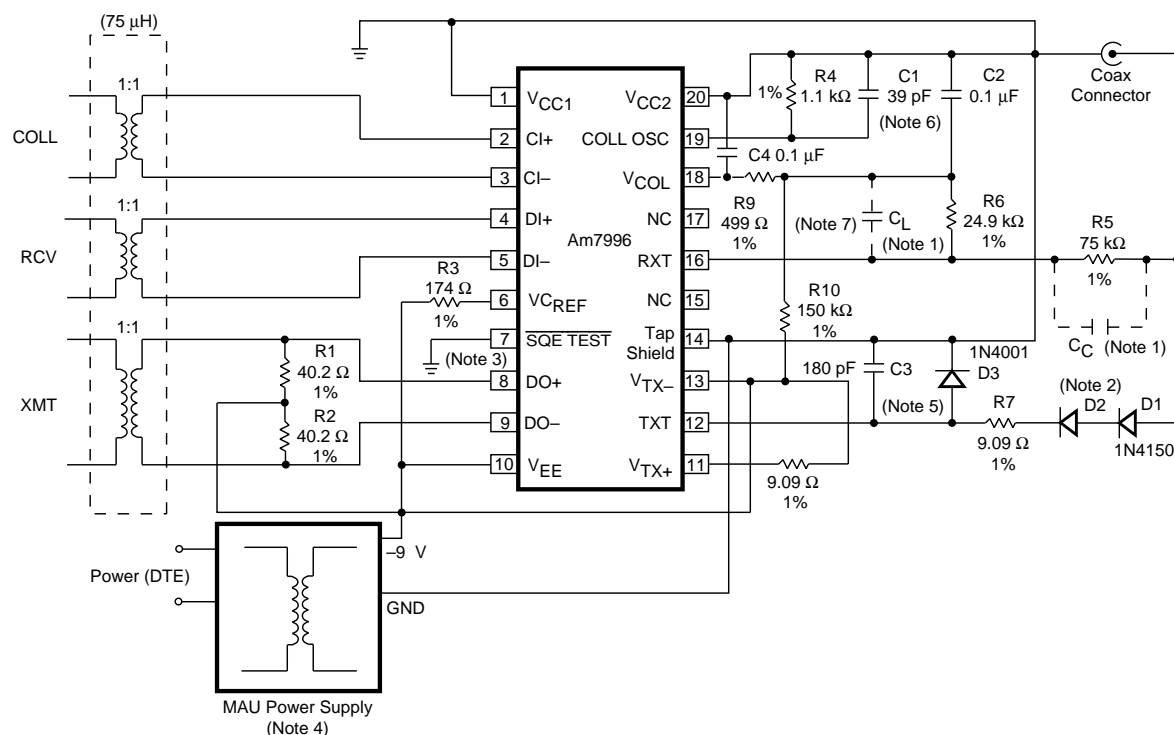 (75 μH)
1:1
COLL
1:1
RCV
1:1
XMT
R1
40.2 Ω
1%
R2
40.2 Ω
1%
R3
174 Ω
1%
(Note 3)
1
2
3
4
5
6
7
8
9
10
VCC1
CI+
CI–
DI+
DI–
VCREF
SQE TEST
DO+
DO–
VEE
Am7996
VCC2
COLL OSC
VCOL
NC
RXT
NC
Tap
Shield
VTX–
TXT
VTX+
20
19
18
17
16
15
14
13
12
11
1%
R4
1.1 kΩ
C1
39 pF
(Note 6)
C2
0.1 μF
Coax
Connector
C4 0.1 μF
R9
499 Ω
1%
(Note 7)
CL
(Note 1)
R6
24.9 kΩ
1%
R5
75 kΩ
1%
CC
(Note 1)
R10
150 kΩ
1%
180 pF
C3
(Note 5)
1N4001
D3
(Note 2)
R7
9.09 Ω
1%
D2
D1
1N4150
9.09 Ω
1%
Power (DTE)
–9 V
GND
MAU Power Supply
(Note 4)